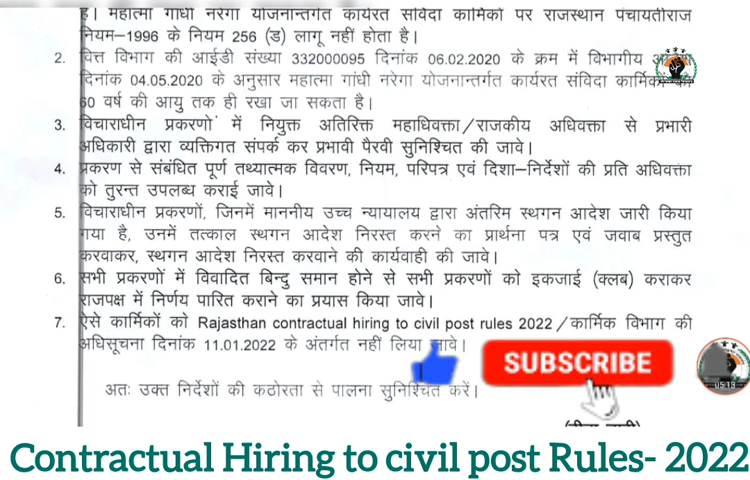 है। महात्मा गांधी नरेगा योजनान्तर्गत कार्यरत संविदा कार्मिकों पर राजस्थान पंचायतीराज
नियम–1996 के नियम 256 (ड) लागू नहीं होता है।
2. वित्त विभाग की आईडी संख्या 332000095 दिनांक 06.02.2020 के क्रम में विभागीय
दिनांक 04.05.2020 के अनुसार महात्मा गांधी नरेगा योजनान्तर्गत कार्यरत संविदा
60 वर्ष की आयु तक ही रखा जा सकता है।
3. विचाराधीन प्रकरणों में नियुक्त अतिरिक्त महाधिवक्ता/राजकीय अधिवक्ता से प्रभारी
अधिकारी द्वारा व्यक्तिगत संपर्क कर प्रभावी पैरवी सुनिश्चित की जावे।
4. प्रकरण से संबंधित पूर्ण तथ्यात्मक विवरण, नियम, परिपत्र एवं दिशा–निर्देशों की प्रति अधिवक्ता
को तुरन्त उपलब्ध कराई जावे।
5. विचाराधीन प्रकरणों, जिनमें माननीय उच्च न्यायालय द्वारा अंतरिम स्थगन आदेश जारी किया
गया है, उनमें तत्काल स्थगन आदेश निरस्त करने का प्रार्थना पत्र एवं जवाब प्रस्तुत
करवाकर, स्थगन आदेश निरस्त करवाने की कार्यवाही की जावे।
6. सभी प्रकरणों में विवादित बिन्दु समान होने से सभी प्रकरणों को इकजाई (क्लब) कराकर
राजपक्ष में निर्णय पारित कराने का प्रयास किया जावे।
7. ऐसे कार्मिकों को Rajasthan contractual hiring to civil post rules 2022/कार्मिक विभाग की
अधिसूचना दिनांक 11.01.2022 के अंतर्गत नहीं लिया जावे।
SUBSCRIBE
05:13
अतः उक्त निर्देशों की कठोरता से पालना सुनिश्चित करें।
Contractual Hiring to civil post Rules- 2022